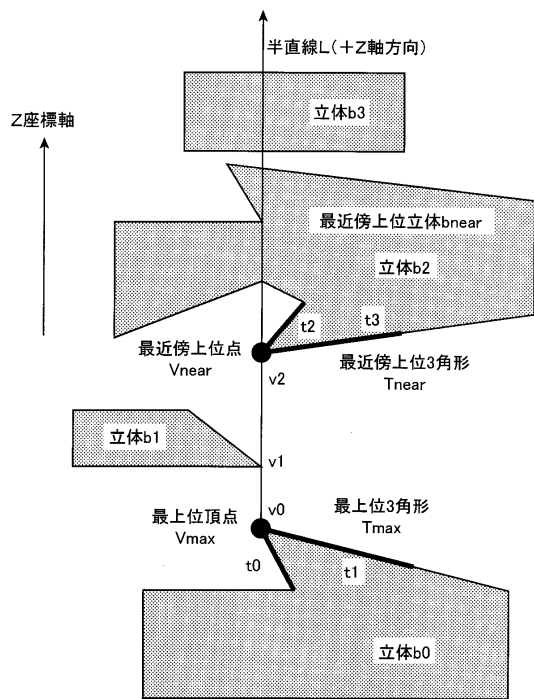 半直線L(+Z軸方向)
立体b3
Z座標軸
最近傍上位立体bnear
立体b2
t2
t3
最近傍上位点
Vnear
v2
最近傍上位3角形
Tnear
立体b1
v1
v0
最上位頂点
Vmax
最上位3角形
Tmax
t0
t1
立体b0